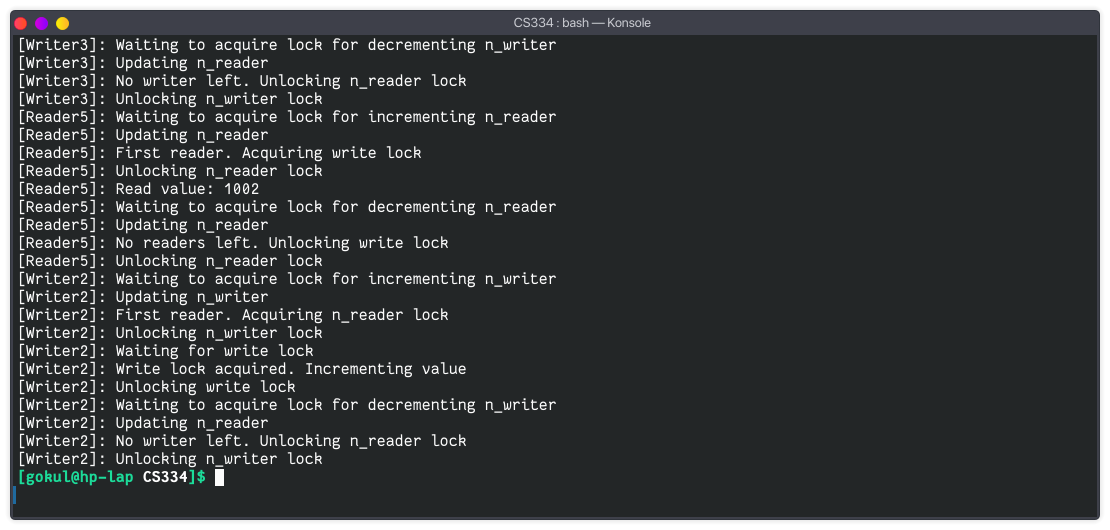 CS334 : bash — Konsole
[Writer3]: Waiting to acquire lock for decrementing n_writer
[Writer3]: Updating n_reader
[Writer3]: No writer left. Unlocking n_reader lock
[Writer3]: Unlocking n_writer lock
[Reader5]: Waiting to acquire lock for incrementing n_reader
[Reader5]: Updating n_reader
[Reader5]: First reader. Acquiring write lock
[Reader5]: Unlocking n_reader lock
[Reader5]: Read value: 1002
[Reader5]: Waiting to acquire lock for decrementing n_reader
[Reader5]: Updating n_reader
[Reader5]: No readers left. Unlocking write lock
[Reader5]: Unlocking n_reader lock
[Writer2]: Waiting to acquire lock for incrementing n_writer
[Writer2]: Updating n_writer
[Writer2]: First reader. Acquiring n_reader lock
[Writer2]: Unlocking n_writer lock
[Writer2]: Waiting for write lock
[Writer2]: Write lock acquired. Incrementing value
[Writer2]: Unlocking write lock
[Writer2]: Waiting to acquire lock for decrementing n_writer
[Writer2]: Updating n_reader
[Writer2]: No writer left. Unlocking n_reader lock
[Writer2]: Unlocking n_writer lock
[gokul@hp-lap CS334]$